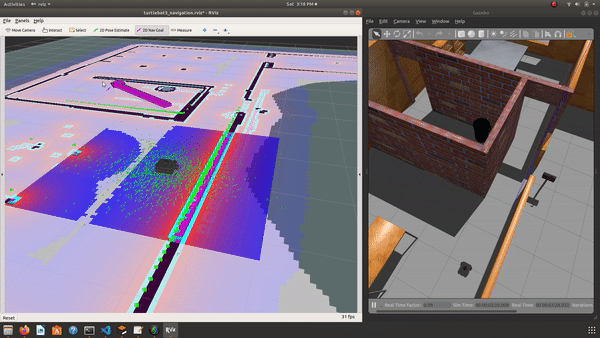 Activities
rviz
Sat 3:16 PM
turtlebot3_navigation.rviz* - RViz
Gazebo
File Panels Help
File Edit Camera View Window Help
Move Camera Interact Select 2D Pose Estimate 2D Nav Goal Measure
Reset
31 fps
Real Time Factor: Sim Time: Real Time: Iterations:
RViz